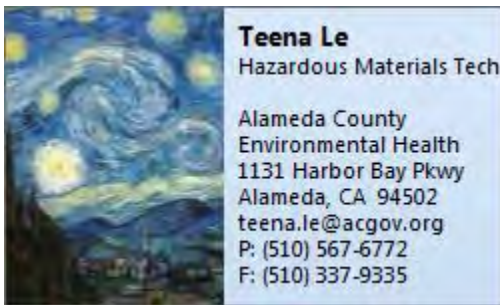 Teena Le
Hazardous Materials Tech
Alameda County
Environmental Health
1131 Harbor Bay Pkwy
Alameda, CA 94502
teena.le@acgov.org
P: (510) 567-6772
F: (510) 337-9335